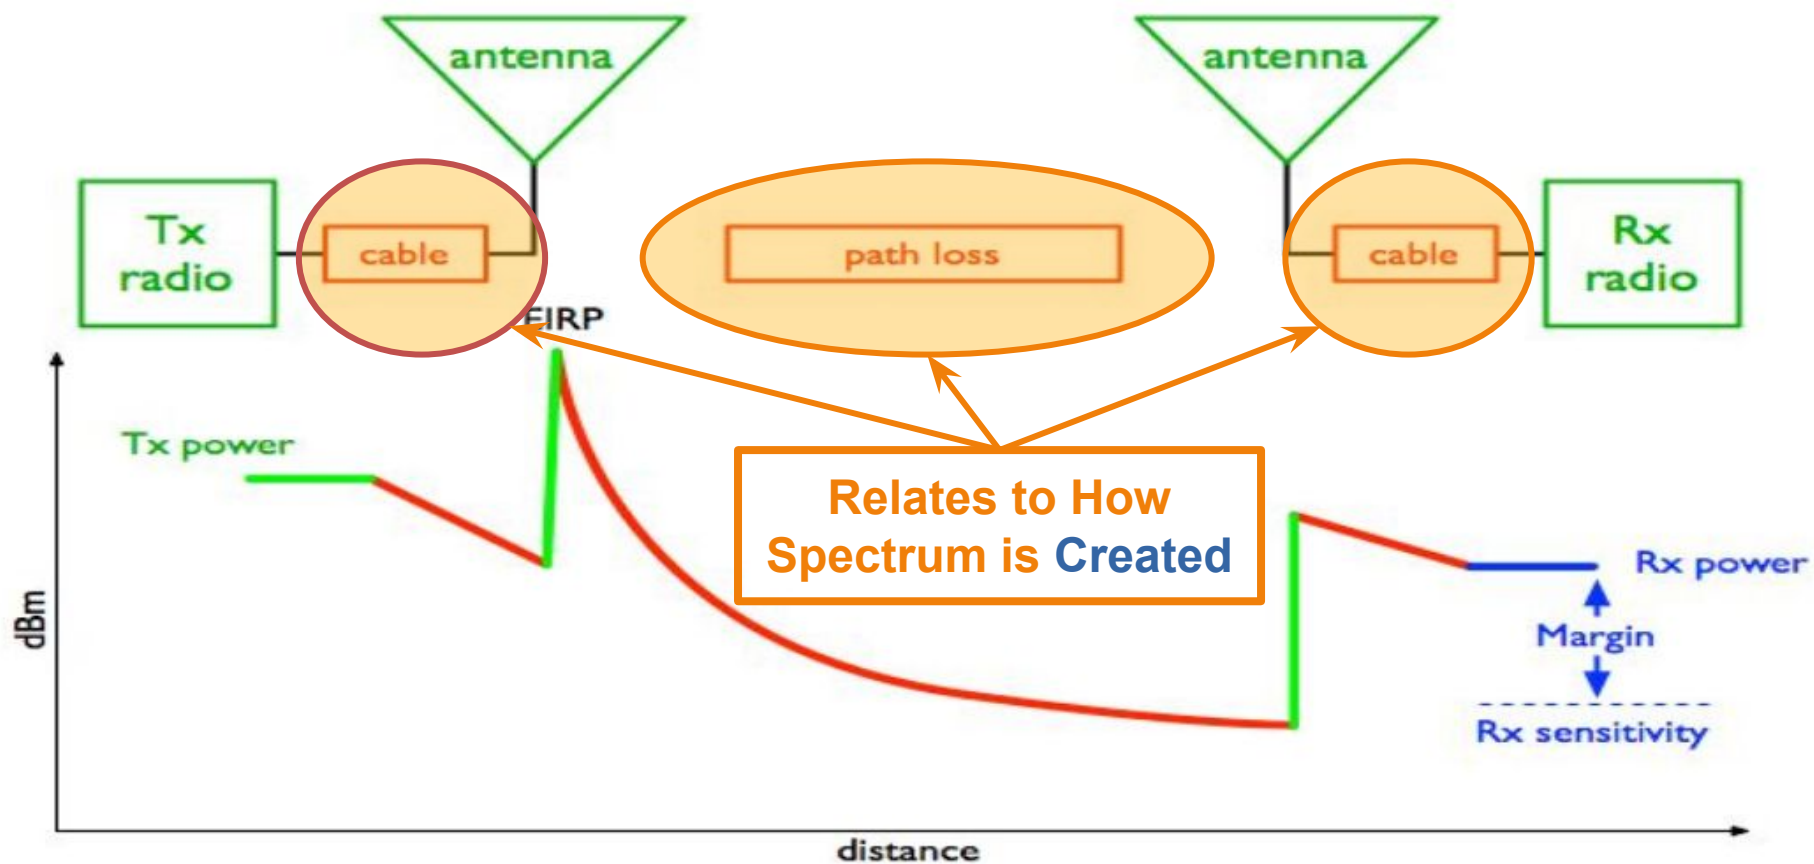 antenna
antenna
Tx
radio
cable
path loss
cable
Rx
radio
EIRP
Tx power
Relates to How
Spectrum is Created
Rx power
Margin
Rx sensitivity
dBm
distance